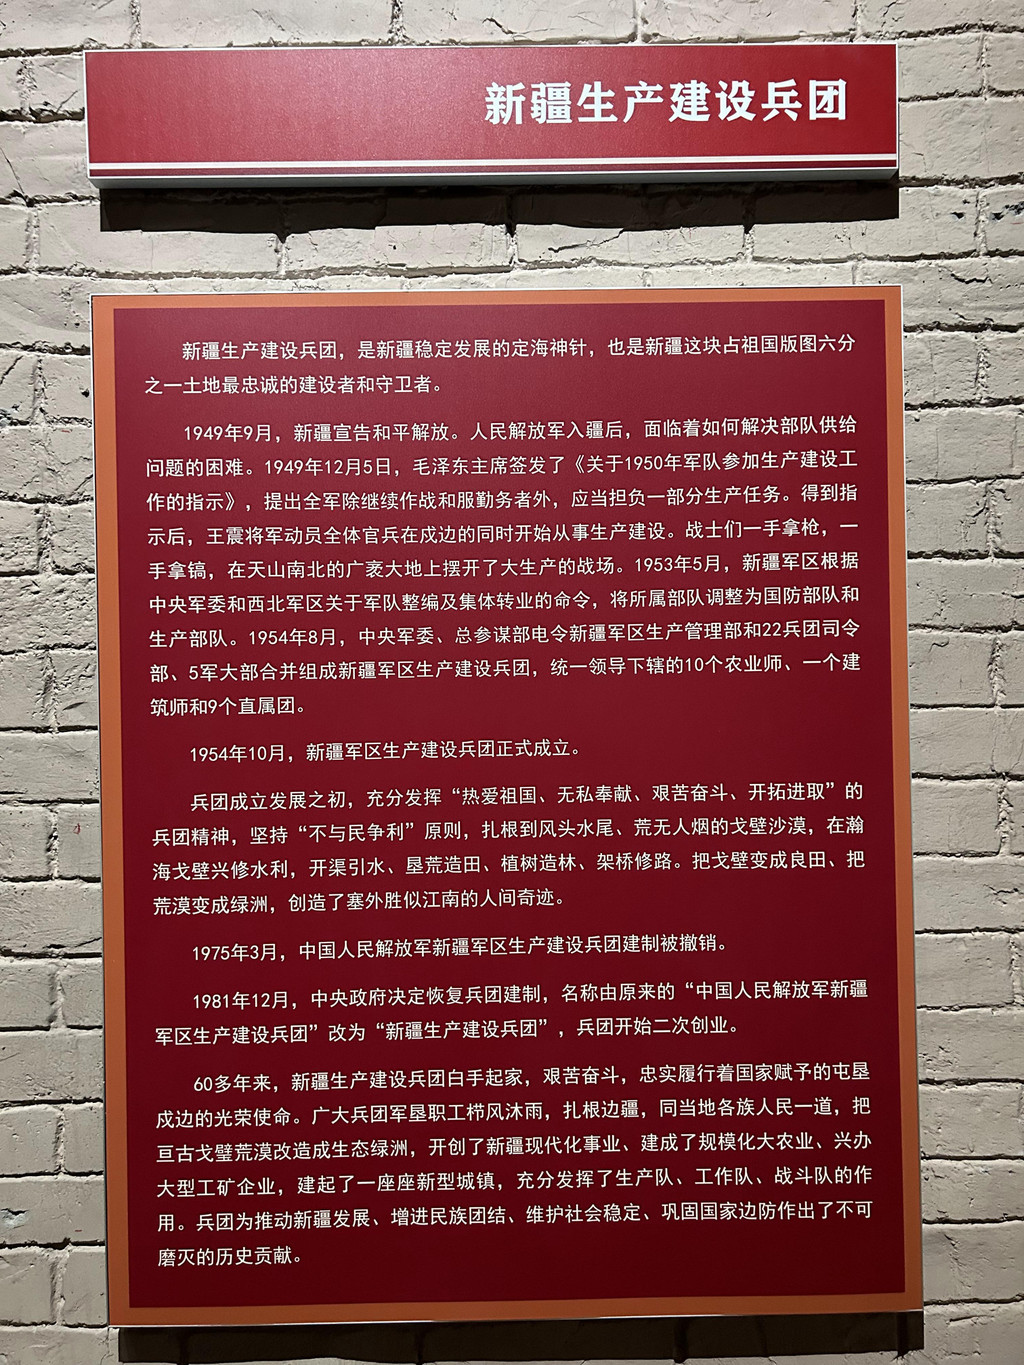 新疆生产建设兵团
新疆生产建设兵团，是新疆稳定发展的定海神针，也是新疆这块占祖国版图六分
之一土地最忠诚的建设者和守卫者。
1949年9月，新疆宣告和平解放。人民解放军入疆后，面临着如何解决部队供给
问题的困难。1949年12月5日，毛泽东主席签发了《关于1950年军队参加生产建设工
作的指示》，提出全军除继续作战和服勤务者外，应当担负一部分生产任务。得到指
示后，王震将军动员全体官兵在戍边的同时开始从事生产建设。战士们一手拿枪，一
手拿镐，在天山南北的广袤大地上摆开了大生产的战场。1953年5月，新疆军区根据
中央军委和西北军区关于军队整编及集体转业的命令，将所属部队调整为国防部队和
生产部队。1954年8月，中央军委、总参谋部电令新疆军区生产管理部和22兵团司令
部、5军大部合并组成新疆军区生产建设兵团，统一领导下辖的10个农业师、一个建
筑师和9个直属团。
1954年10月，新疆军区生产建设兵团正式成立。
兵团成立发展之初，充分发挥“热爱祖国、无私奉献、艰苦奋斗、开拓进取”的
兵团精神，坚持“不与民争利”原则，扎根到风头水尾、荒无人烟的戈壁沙漠，在瀚
海戈壁兴修水利，开渠引水、垦荒造田、植树造林、架桥修路。把戈壁变成良田、把
荒漠变成绿洲，创造了塞外胜似江南的人间奇迹。
1975年3月，中国人民解放军新疆军区生产建设兵团建制被撤销。
1981年12月，中央政府决定恢复兵团建制，名称由原来的“中国人民解放军新疆
军区生产建设兵团”改为“新疆生产建设兵团”，兵团开始二次创业。
60多年来，新疆生产建设兵团白手起家，艰苦奋斗，忠实履行着国家赋予的屯垦
戍边的光荣使命。广大兵团军垦职工栉风沐雨，扎根边疆，同当地各族人民一道，把
亘古戈壁荒漠改造成生态绿洲，开创了新疆现代化事业、建成了规模化大农业、兴办
大型工矿企业，建起了一座座新型城镇，充分发挥了生产队、工作队、战斗队的作
用。兵团为推动新疆发展、增进民族团结、维护社会稳定、巩固国家边防作出了不可
磨灭的历史贡献。